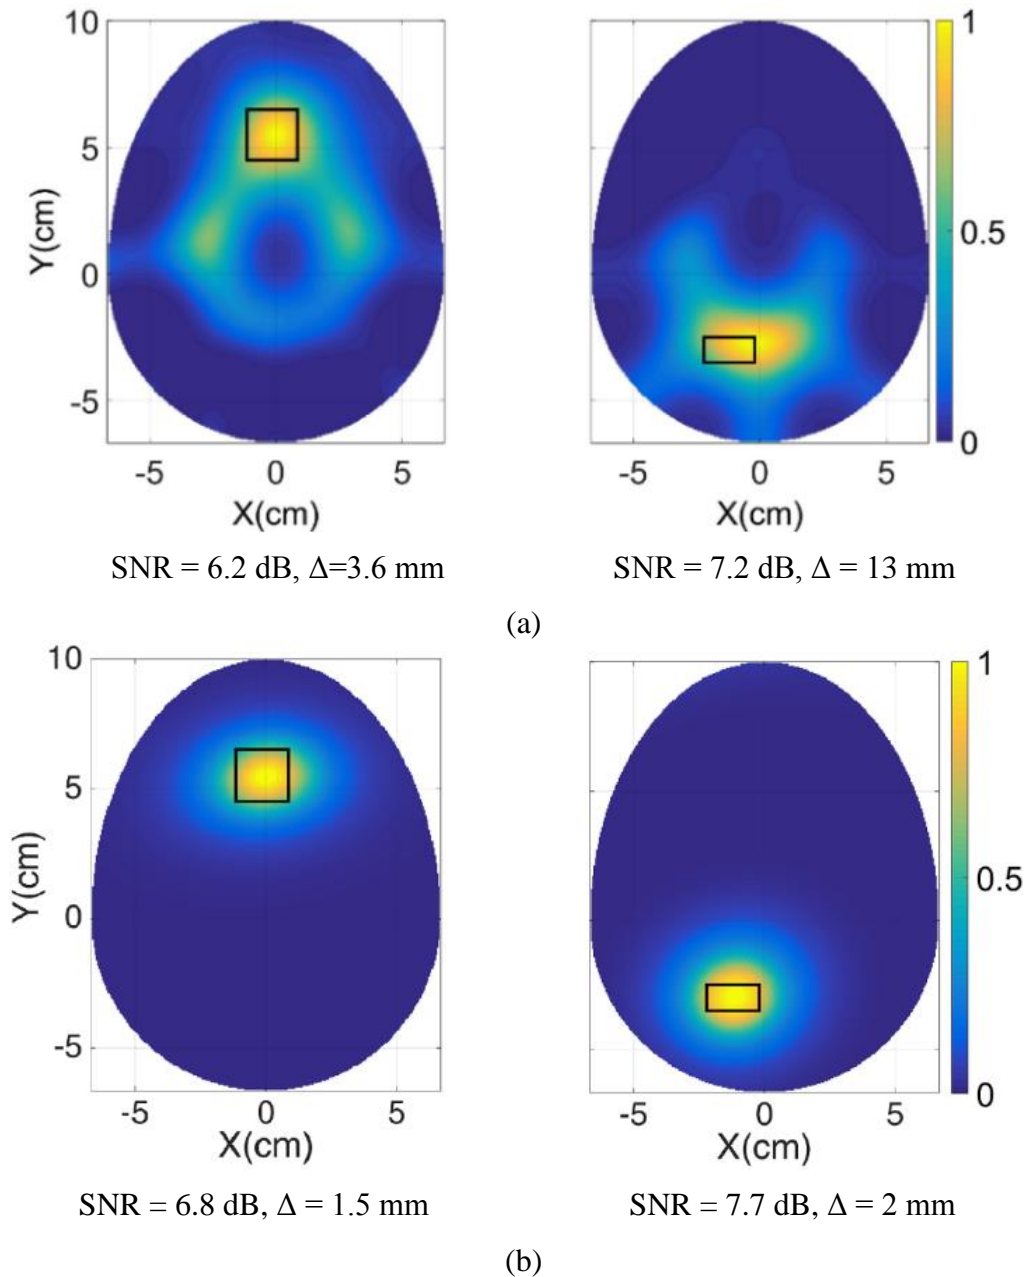 10
5
0
-5
Y(cm)
-5 0 5
X(cm)
-5 0 5
X(cm)
1
0.5
0
SNR = 6.2 dB, Δ=3.6 mm
SNR = 7.2 dB, Δ = 13 mm
(a)
10
5
0
-5
Y(cm)
-5 0 5
X(cm)
-5 0 5
X(cm)
1
0.5
0
SNR = 6.8 dB, Δ = 1.5 mm
SNR = 7.7 dB, Δ = 2 mm
(b)